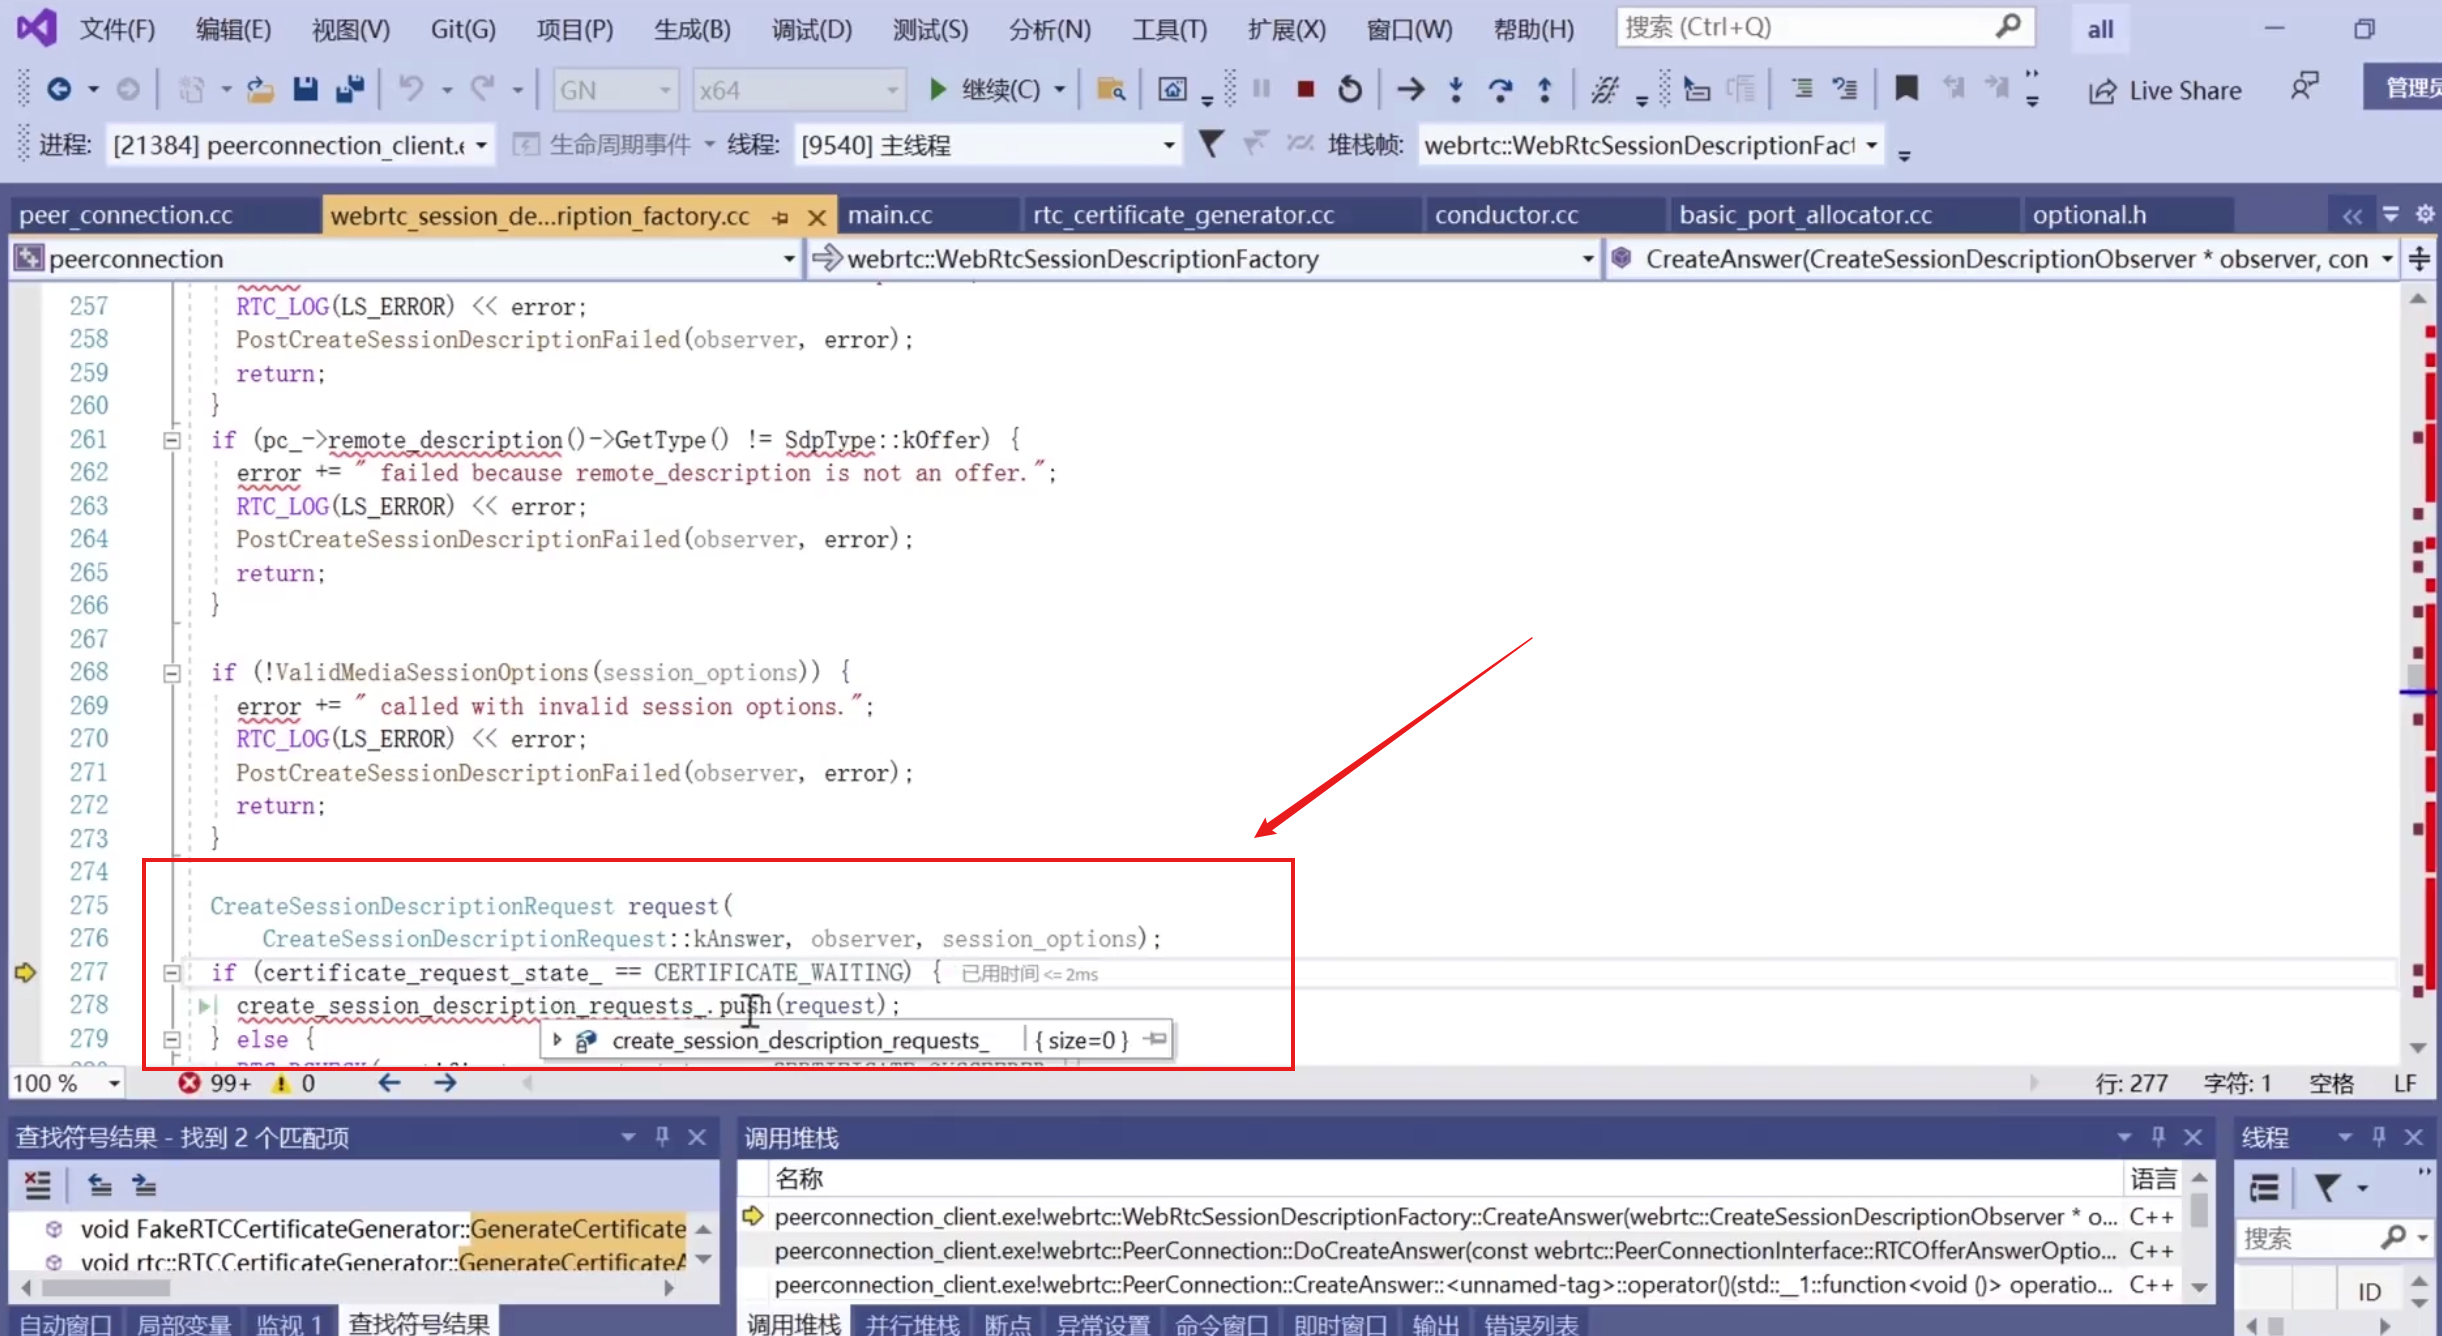 文件(F) 编辑(E) 视图(V) Git(G) 项目(P) 生成(B) 调试(D) 测试(S) 分析(N) 工具(T) 扩展(X) 窗口(W) 帮助(H) 搜索 (Ctrl+Q) all
GN x64 继续(C) Live Share 管理员
进程: [21384] peerconnection_client.e 生命周期事件 线程: [9540] 主线程 堆栈帧: webrtc::WebRtcSessionDescriptionFact
peer_connection.cc webrtc_session_de...ription_factory.cc main.cc rtc_certificate_generator.cc conductor.cc basic_port_allocator.cc optional.h
peerconnection webrtc::WebRtcSessionDescriptionFactory CreateAnswer(CreateSessionDescriptionObserver * observer, con
257 RTC_LOG(LS_ERROR) << error;
258 PostCreateSessionDescriptionFailed(observer, error);
259 return;
260 }
261 if (pc_->remote_description()->GetType() != SdpType::kOffer) {
262 error += " failed because remote_description is not an offer.";
263 RTC_LOG(LS_ERROR) << error;
264 PostCreateSessionDescriptionFailed(observer, error);
265 return;
266 }
267
268 if (!ValidMediaSessionOptions(session_options)) {
269 error += " called with invalid session options.";
270 RTC_LOG(LS_ERROR) << error;
271 PostCreateSessionDescriptionFailed(observer, error);
272 return;
273 }
274
275 CreateSessionDescriptionRequest request(
276 CreateSessionDescriptionRequest::kAnswer, observer, session_options);
277 if (certificate_request_state_ == CERTIFICATE_WAITING) { 已用时间 <= 2ms
278 create_session_description_requests_.push(request);
279 } else {
create_session_description_requests_ { size=0 }
100 % 99+ 0 行: 277 字符: 1 空格 LF
查找符号结果 - 找到 2 个匹配项 调用堆栈 线程
名称 语言
void FakeRTCCertificateGenerator::GenerateCertificate
void rtc::RTCCertificateGenerator::GenerateCertificateA
peerconnection_client.exe!webrtc::WebRtcSessionDescriptionFactory::CreateAnswer(webrtc::CreateSessionDescriptionObserver * o... C++
peerconnection_client.exe!webrtc::PeerConnection::DoCreateAnswer(const webrtc::PeerConnectionInterface::RTCOfferAnswerOptio... C++
peerconnection_client.exe!webrtc::PeerConnection::CreateAnswer::<unnamed-tag>::operator()(std::__1::function<void ()> operatio... C++
搜索
ID
自动窗口 局部变量 监视 1 查找符号结果 调用堆栈 并行堆栈 断点 异常设置 命令窗口 即时窗口 输出 错误列表